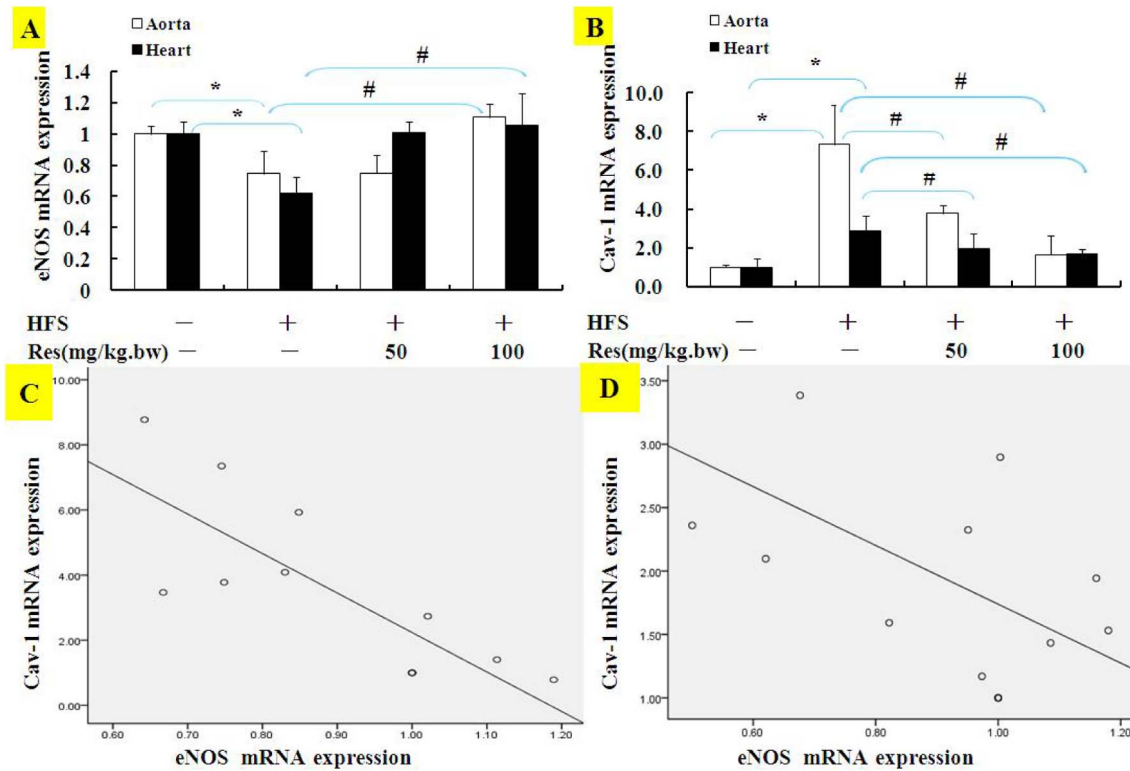 A
Aorta
Heart
*
*
#
#
eNOS mRNA expression
1.4
1.2
1
0.8
0.6
0.4
0.2
0
B
Aorta
Heart
*
*
#
#
#
#
Cav-1 mRNA espression
10.0
8.0
6.0
4.0
2.0
0.0
HFS — + + + — + + +
Res(mg/kg.bw) — — 50 100 — — 50 100
C
Cav-1 mRNA expression
10.00
8.00
6.00
4.00
2.00
0.00
0.60 0.70 0.80 0.90 1.00 1.10 1.20
eNOS mRNA expression
D
Cav-1 mRNA expression
3.50
3.00
2.50
2.00
1.50
1.00
0.60 0.80 1.00 1.20
eNOS mRNA expression